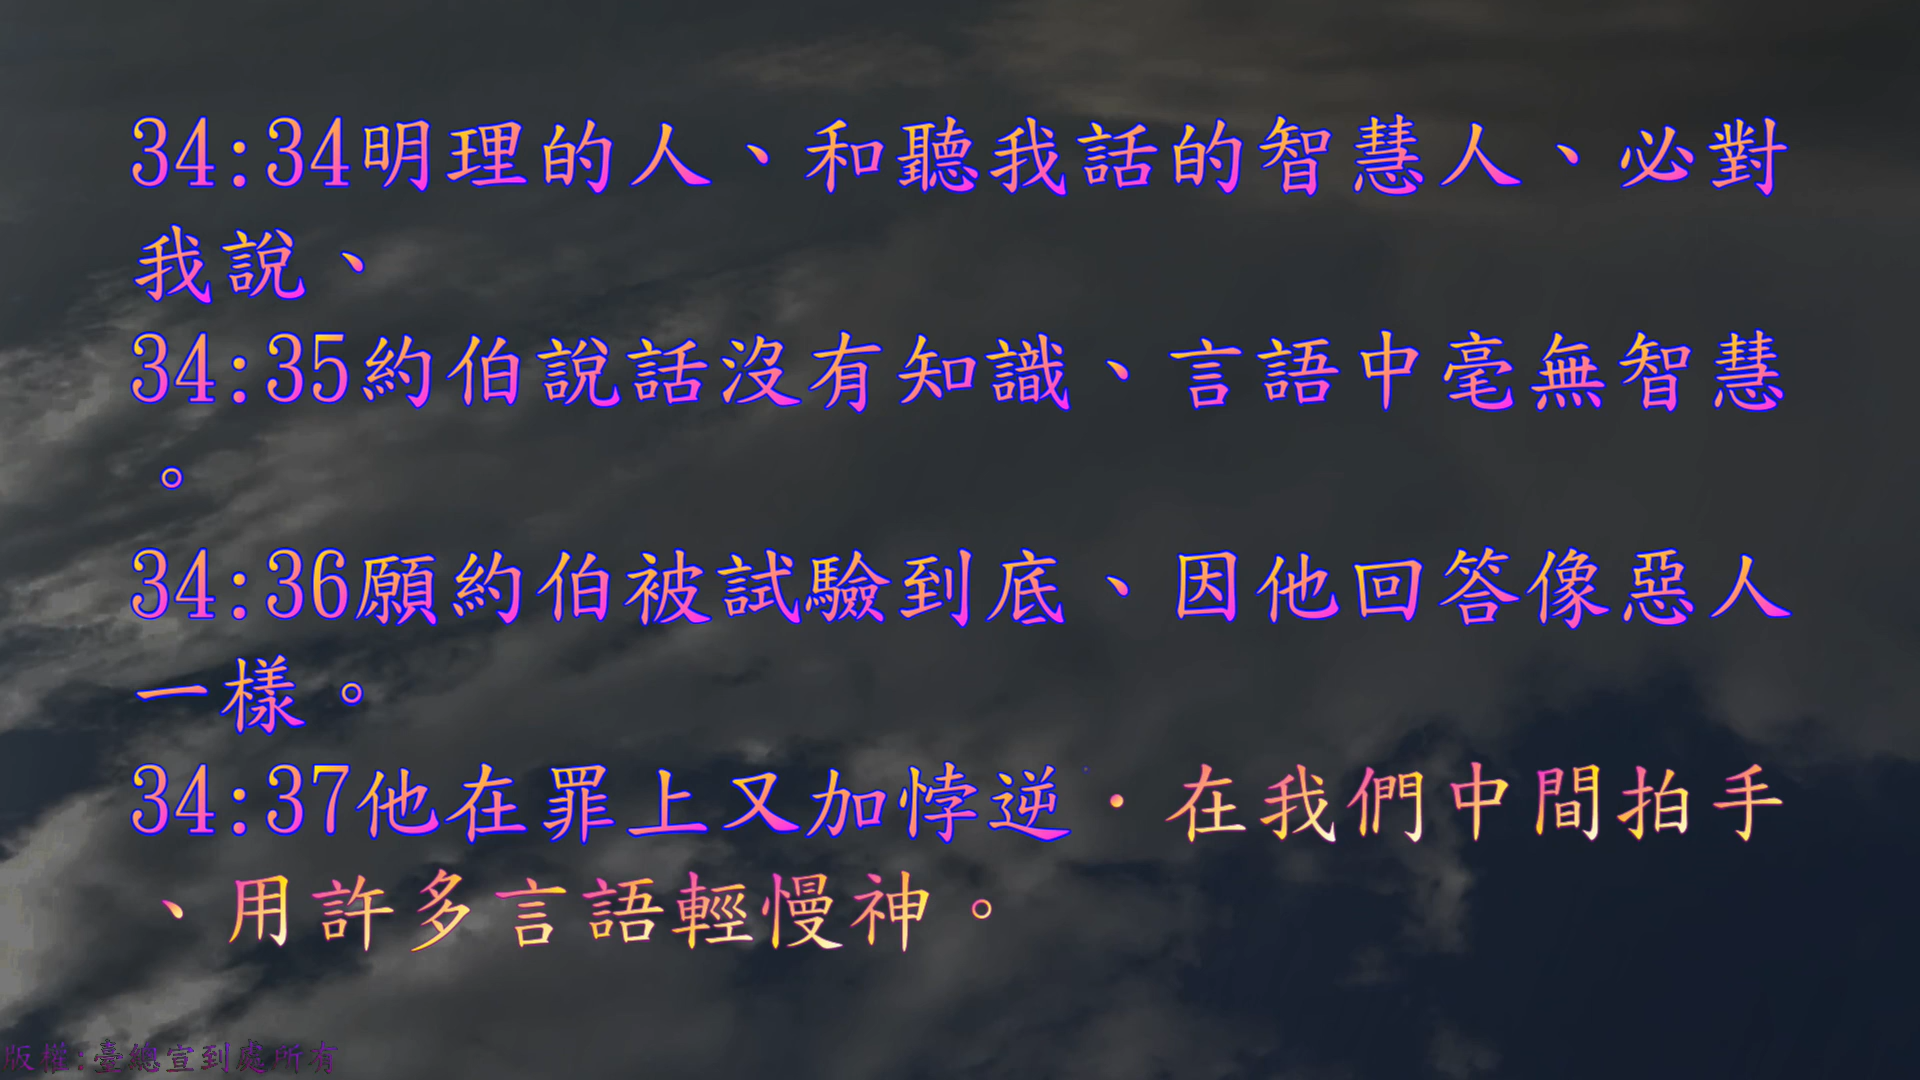 34:34明理的人、和聽我話的智慧人、必對
我說、
34:35約伯說話沒有知識、言語中毫無智慧
。
34:36願約伯被試驗到底、因他回答像惡人
一樣。
34:37他在罪上又加悖逆．在我們中間拍手
、用許多言語輕慢神。
版權:臺總宣到處所有